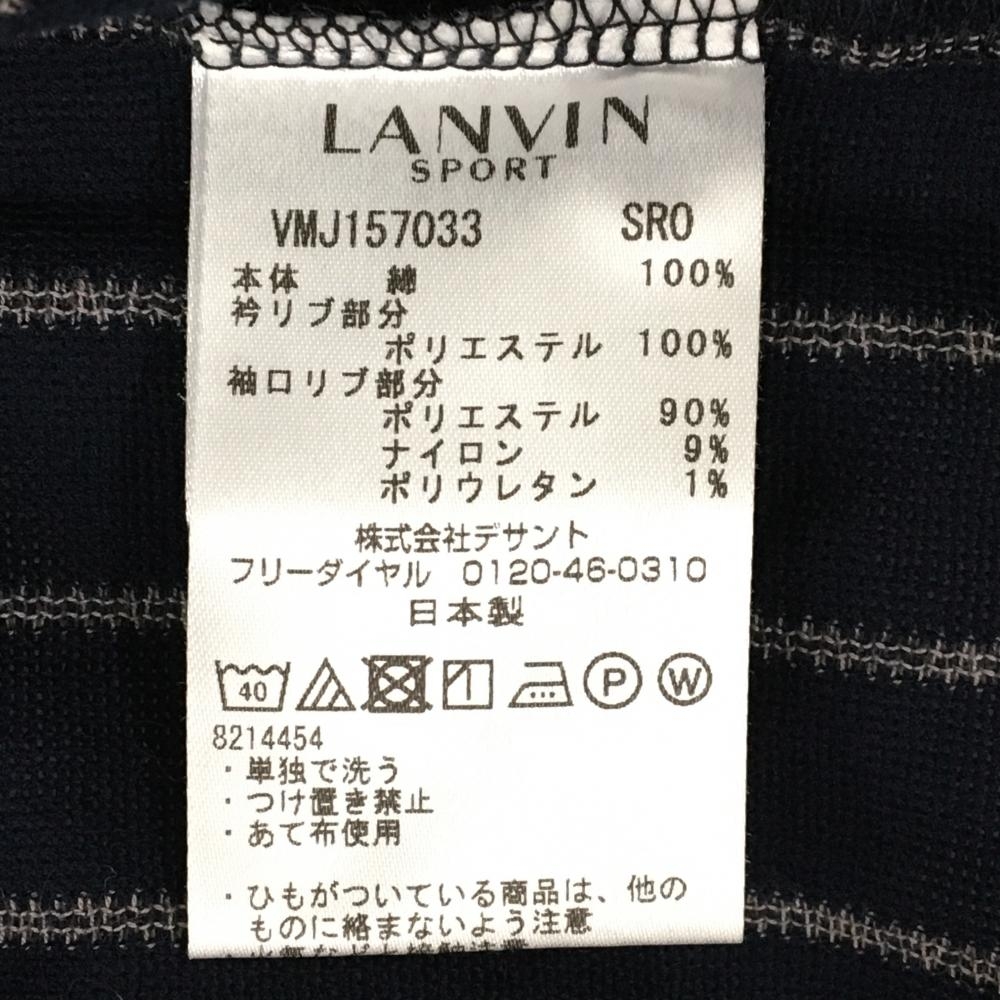 LANVIN
SPORT
VMJ157033 SR0
本体 綿 100%
衿リブ部分
ポリエステル 100%
袖口リブ部分
ポリエステル 90%
ナイロン 9%
ポリウレタン 1%
株式会社デサント
フリーダイヤル 0120-46-0310
日本製
40 P W
8214454
・単独で洗う
・つけ置き禁止
・あて布使用
・ひもがついている商品は、他の
ものに絡まないよう注意